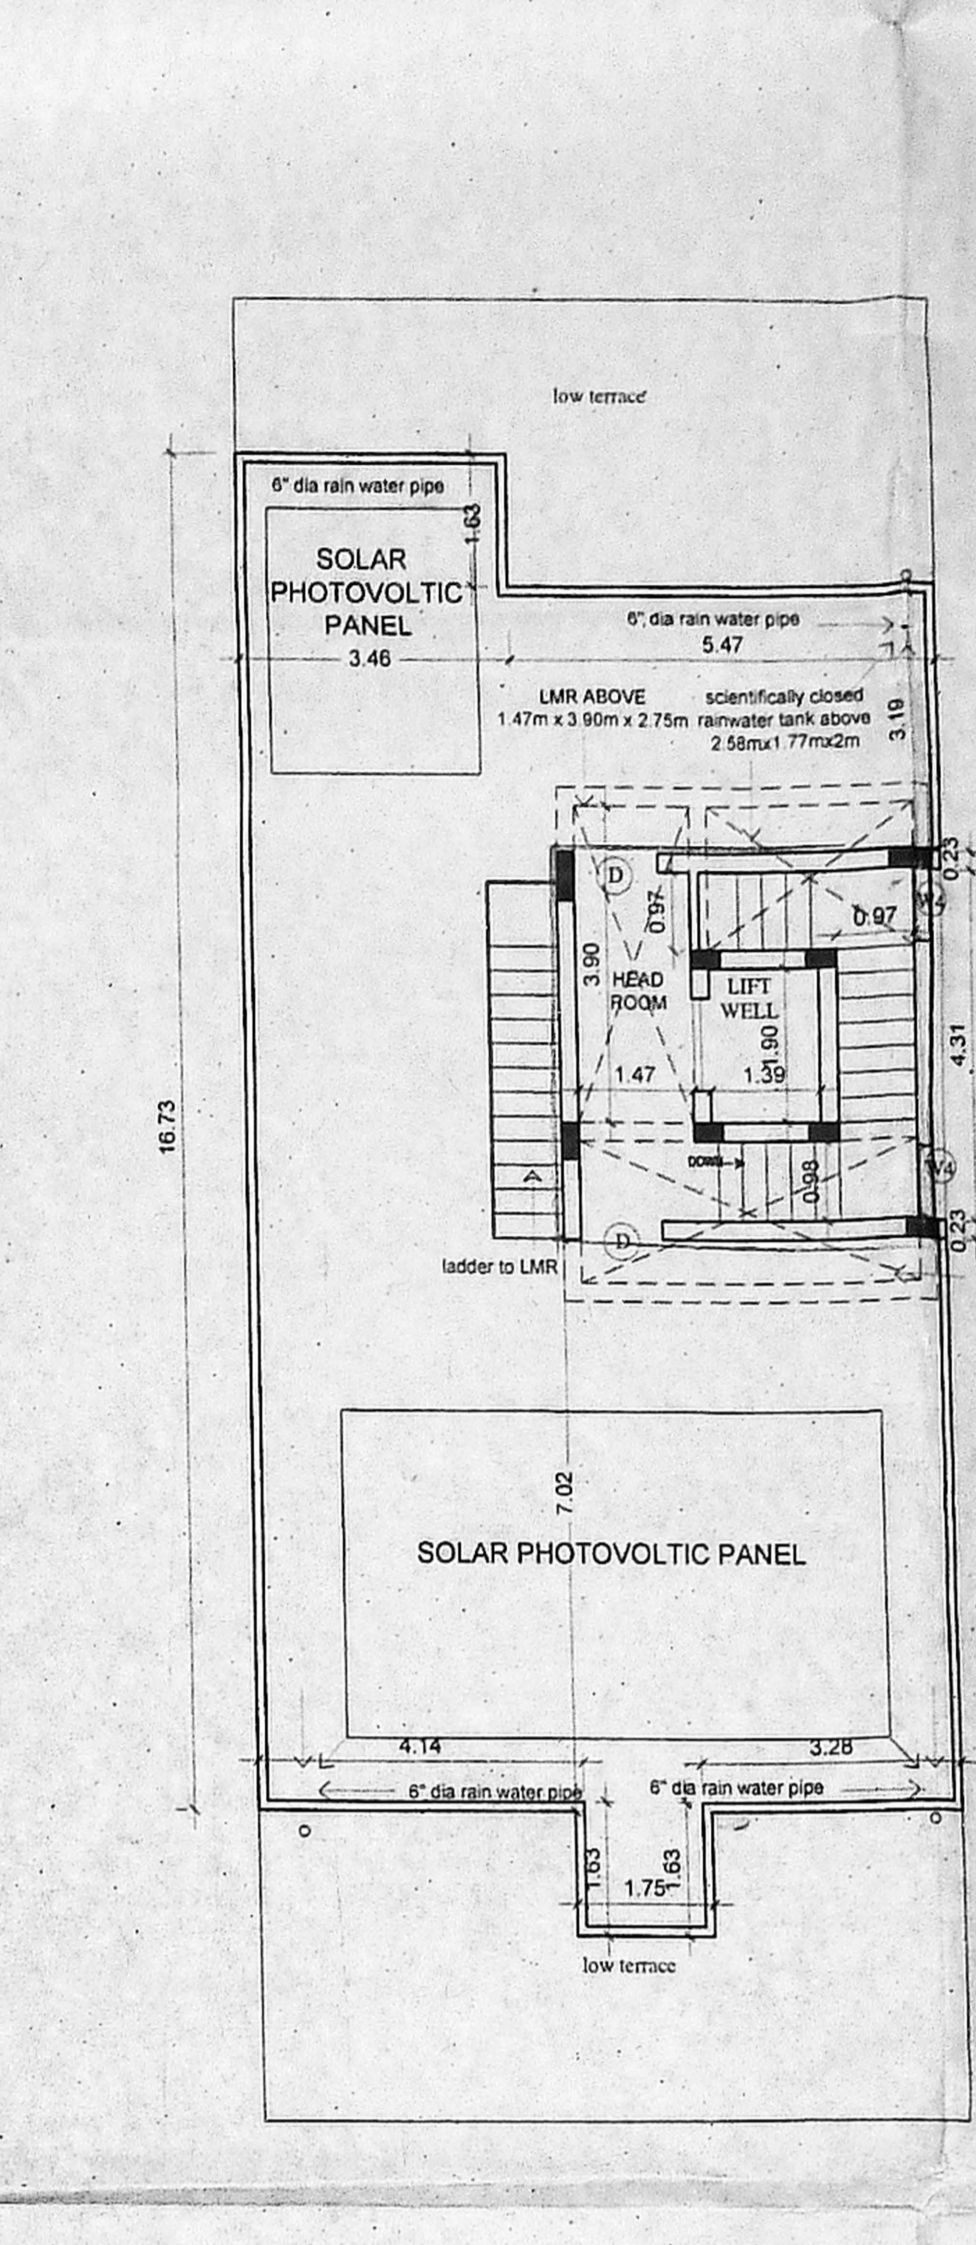 low terrace
6" dia rain water pipe
1.63
SOLAR
PHOTOVOLTIC
PANEL
6" dia rain water pipe
3.46
5.47
LMR ABOVE
1.47m x 3.90m x 2.75m
scientifically closed
rainwater tank above
2.58mx1.77mx2m
3.19
0.23
D
W4
0.97
0.97
3.90
HEAD
ROOM
LIFT
WELL
1.90
4.31
1.47
1.39
16.73
DOWN
0.98
W4
0.23
D
ladder to LMR
7.02
SOLAR PHOTOVOLTIC PANEL
4.14
3.28
6" dia rain water pipe
6" dia rain water pipe
1.63
1.63
1.75
low terrace